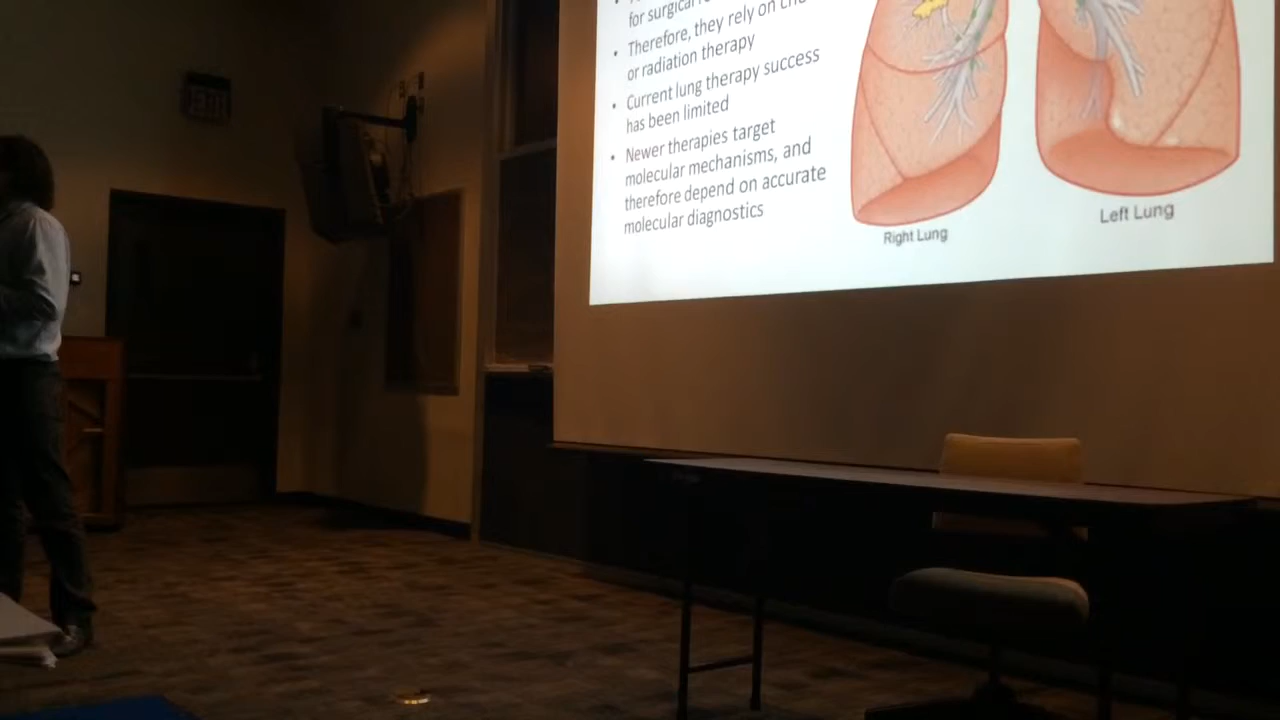 for surgical
Therefore, they rely on
or radiation therapy
Current lung therapy success
has been limited
Newer therapies target
molecular mechanisms, and
therefore depend on accurate
molecular diagnostics
Right Lung
Left Lung